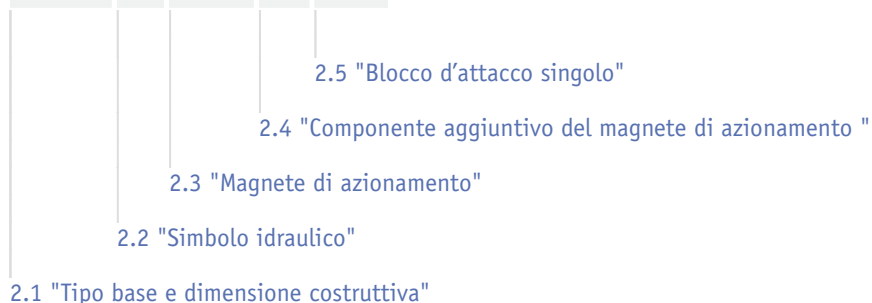 2.5 "Blocco d’attacco singolo"
2.4 "Componente aggiuntivo del magnete di azionamento "
2.3 "Magnete di azionamento"
2.2 "Simbolo idraulico"
2.1 "Tipo base e dimensione costruttiva"